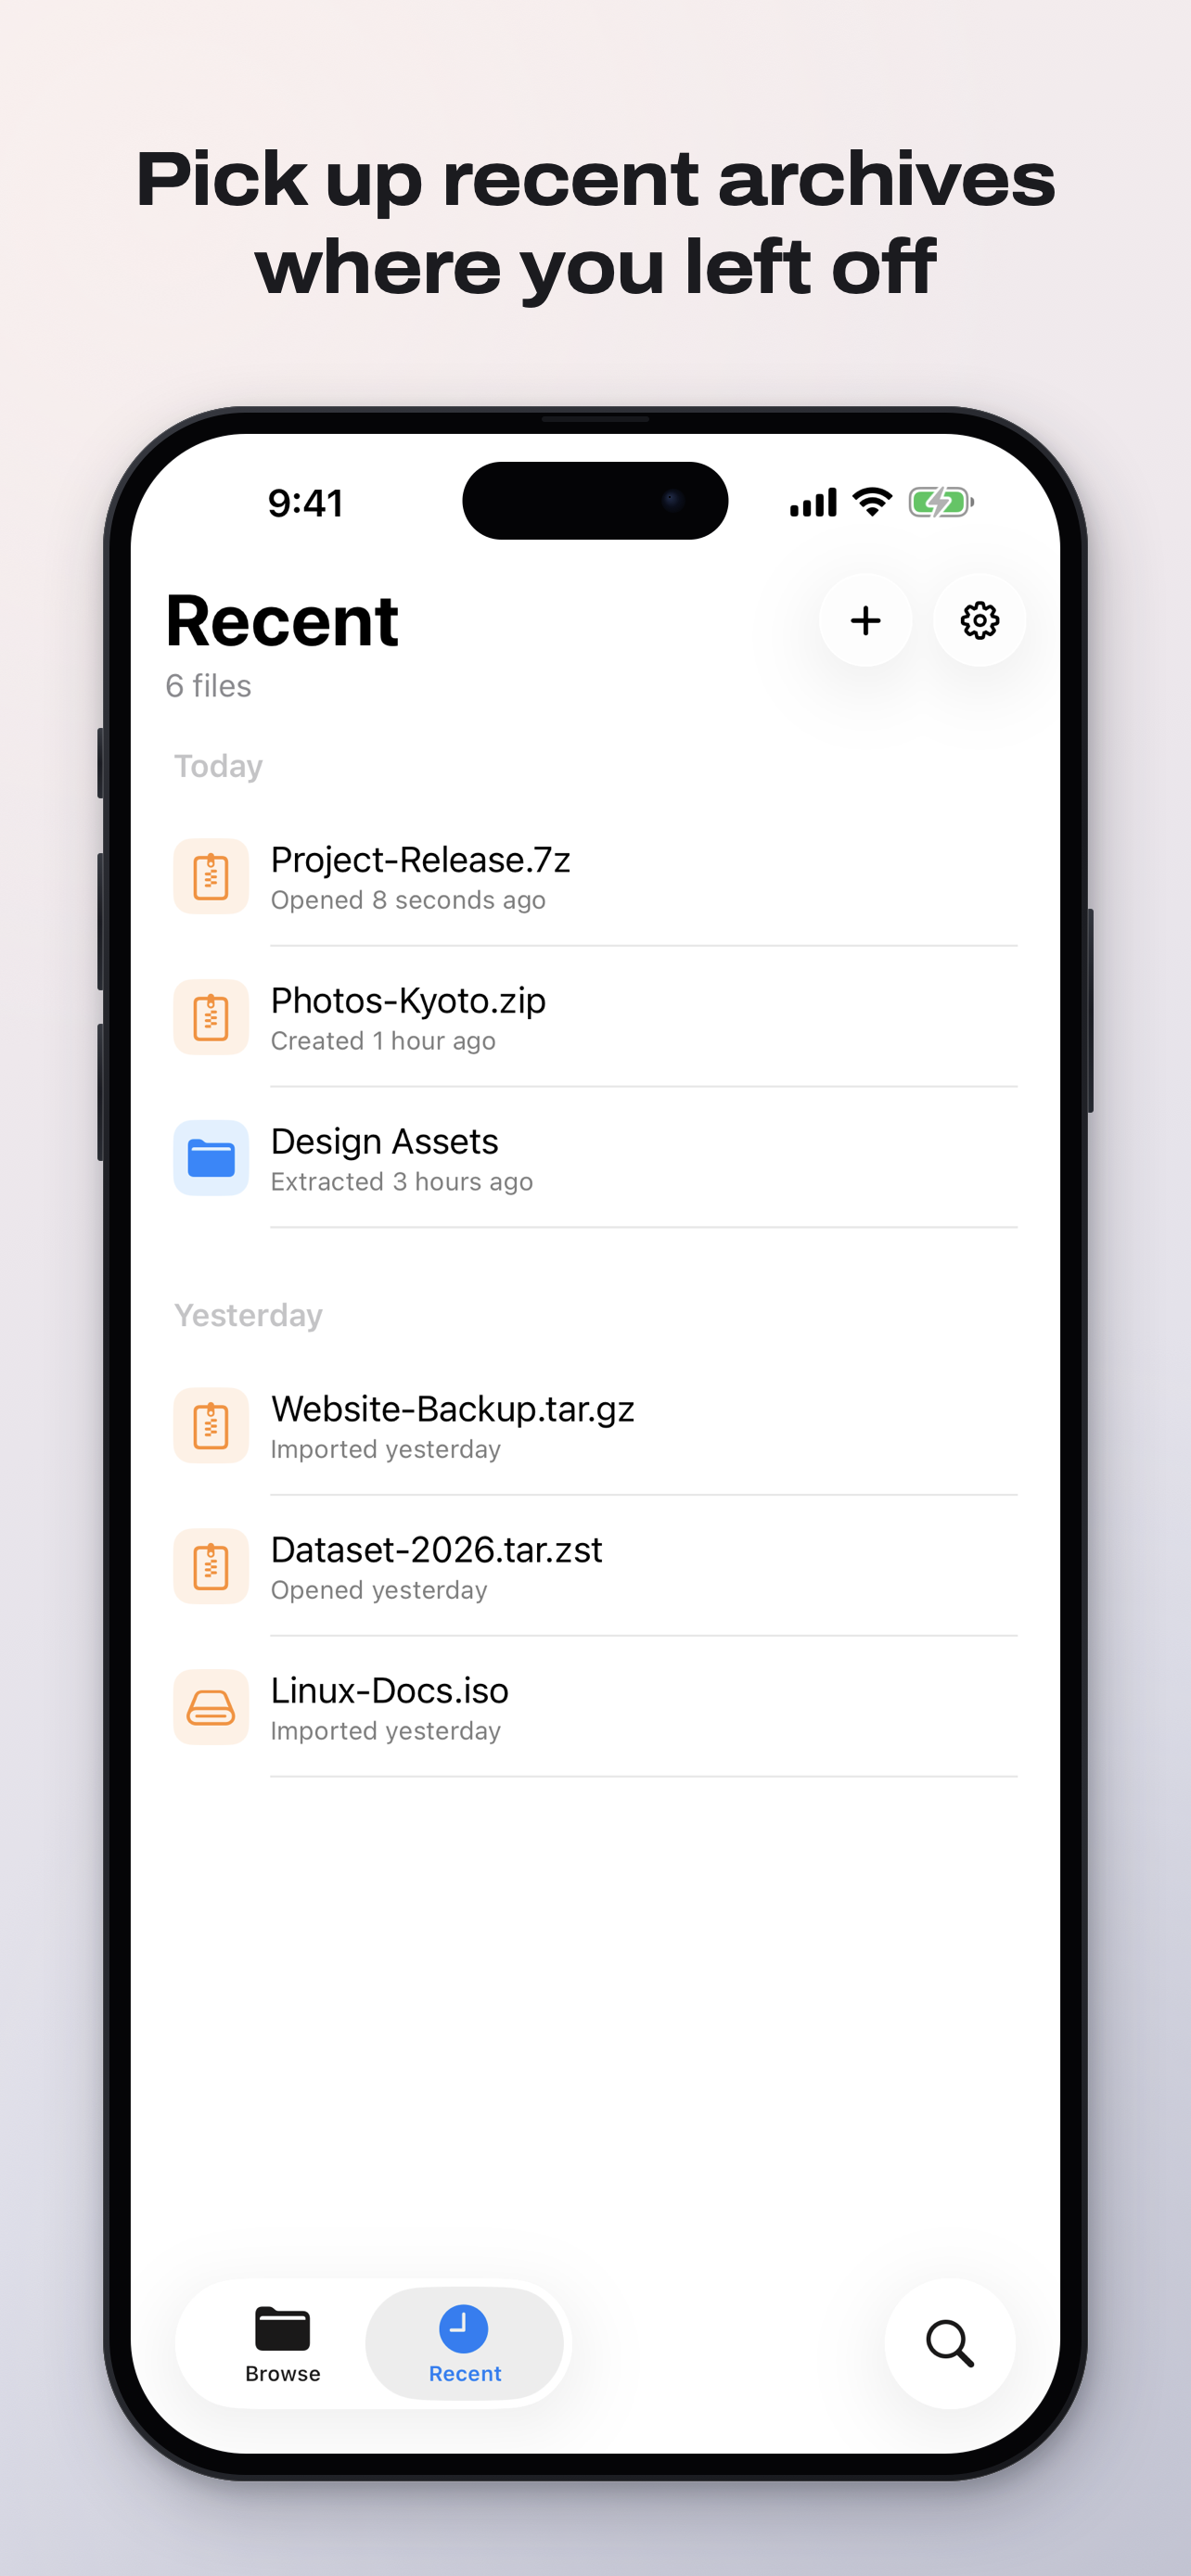 Pick up recent archives
where you left off
9:41
Recent
6 files
Today
Project-Release.7z
Opened 8 seconds ago
Photos-Kyoto.zip
Created 1 hour ago
Design Assets
Extracted 3 hours ago
Yesterday
Website-Backup.tar.gz
Imported yesterday
Dataset-2026.tar.zst
Opened yesterday
Linux-Docs.iso
Imported yesterday
Browse
Recent